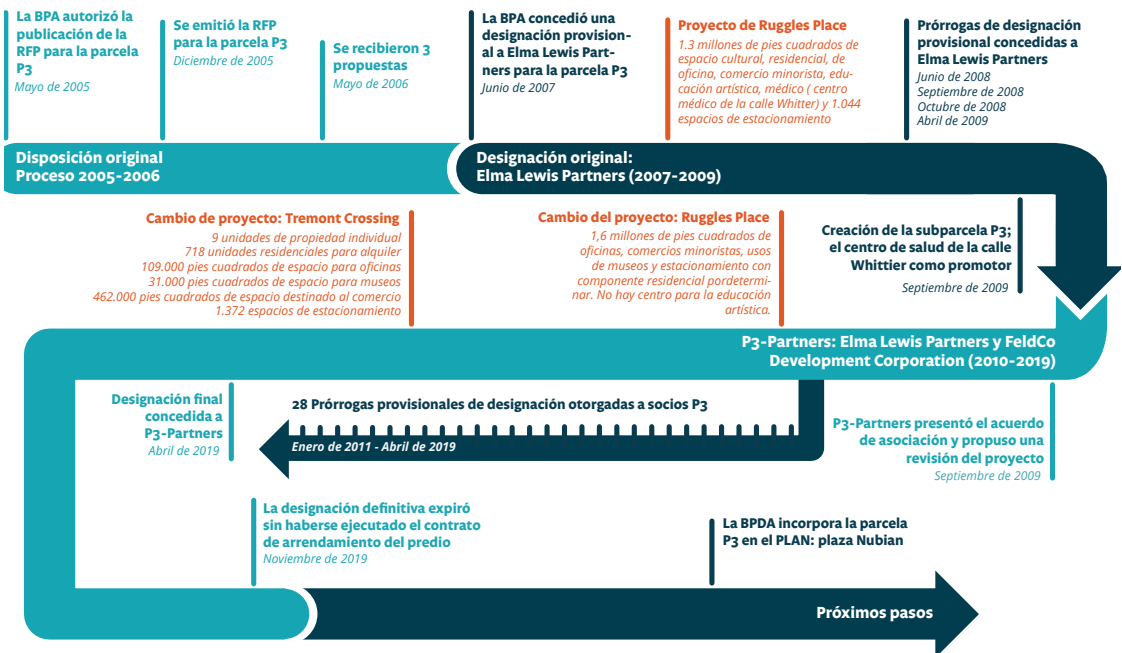 La BPA autorizó la
publicación de la
RFP para la parcela
P3
Mayo de 2005
Se emitió la RFP
para la parcela P3
Diciembre de 2005
Se recibieron 3
propuestas
Mayo de 2006
La BPA concedió una
designación provision-
al a Elma Lewis Part-
ners para la parcela P3
Junio de 2007
Proyecto de Ruggles Place
1.3 millones de pies cuadrados de
espacio cultural, residencial, de
oficina, comercio minorista, edu-
cación artística, médico ( centro
médico de la calle Whitter) y 1.044
espacios de estacionamiento
Prórrogas de designación
provisional concedidas a
Elma Lewis Partners
Junio de 2008
Septiembre de 2008
Octubre de 2008
Abril de 2009
Disposición original
Proceso 2005-2006
Designación original:
Elma Lewis Partners (2007-2009)
Cambio de proyecto: Tremont Crossing
9 unidades de propiedad individual
718 unidades residenciales para alquiler
109.000 pies cuadrados de espacio para oficinas
31.000 pies cuadrados de espacio para museos
462.000 pies cuadrados de espacio destinado al comercio
1.372 espacios de estacionamiento
Cambio del proyecto: Ruggles Place
1,6 millones de pies cuadrados de
oficinas, comercios minoristas, usos
de museos y estacionamiento con
componente residencial pordetermi-
nar. No hay centro para la educación
artística.
Creación de la subparcela P3;
el centro de salud de la calle
Whittier como promotor
Septiembre de 2009
P3-Partners: Elma Lewis Partners y FeldCo
Development Corporation (2010-2019)
Designación final
concedida a
P3-Partners
Abril de 2019
28 Prórrogas provisionales de designación otorgadas a socios P3
Enero de 2011 - Abril de 2019
P3-Partners presentó el acuerdo
de asociación y propuso una
revisión del proyecto
Septiembre de 2009
La designación definitiva expiró
sin haberse ejecutado el contrato
de arrendamiento del predio
Noviembre de 2019
La BPDA incorpora la parcela
P3 en el PLAN: plaza Nubian
Próximos pasos